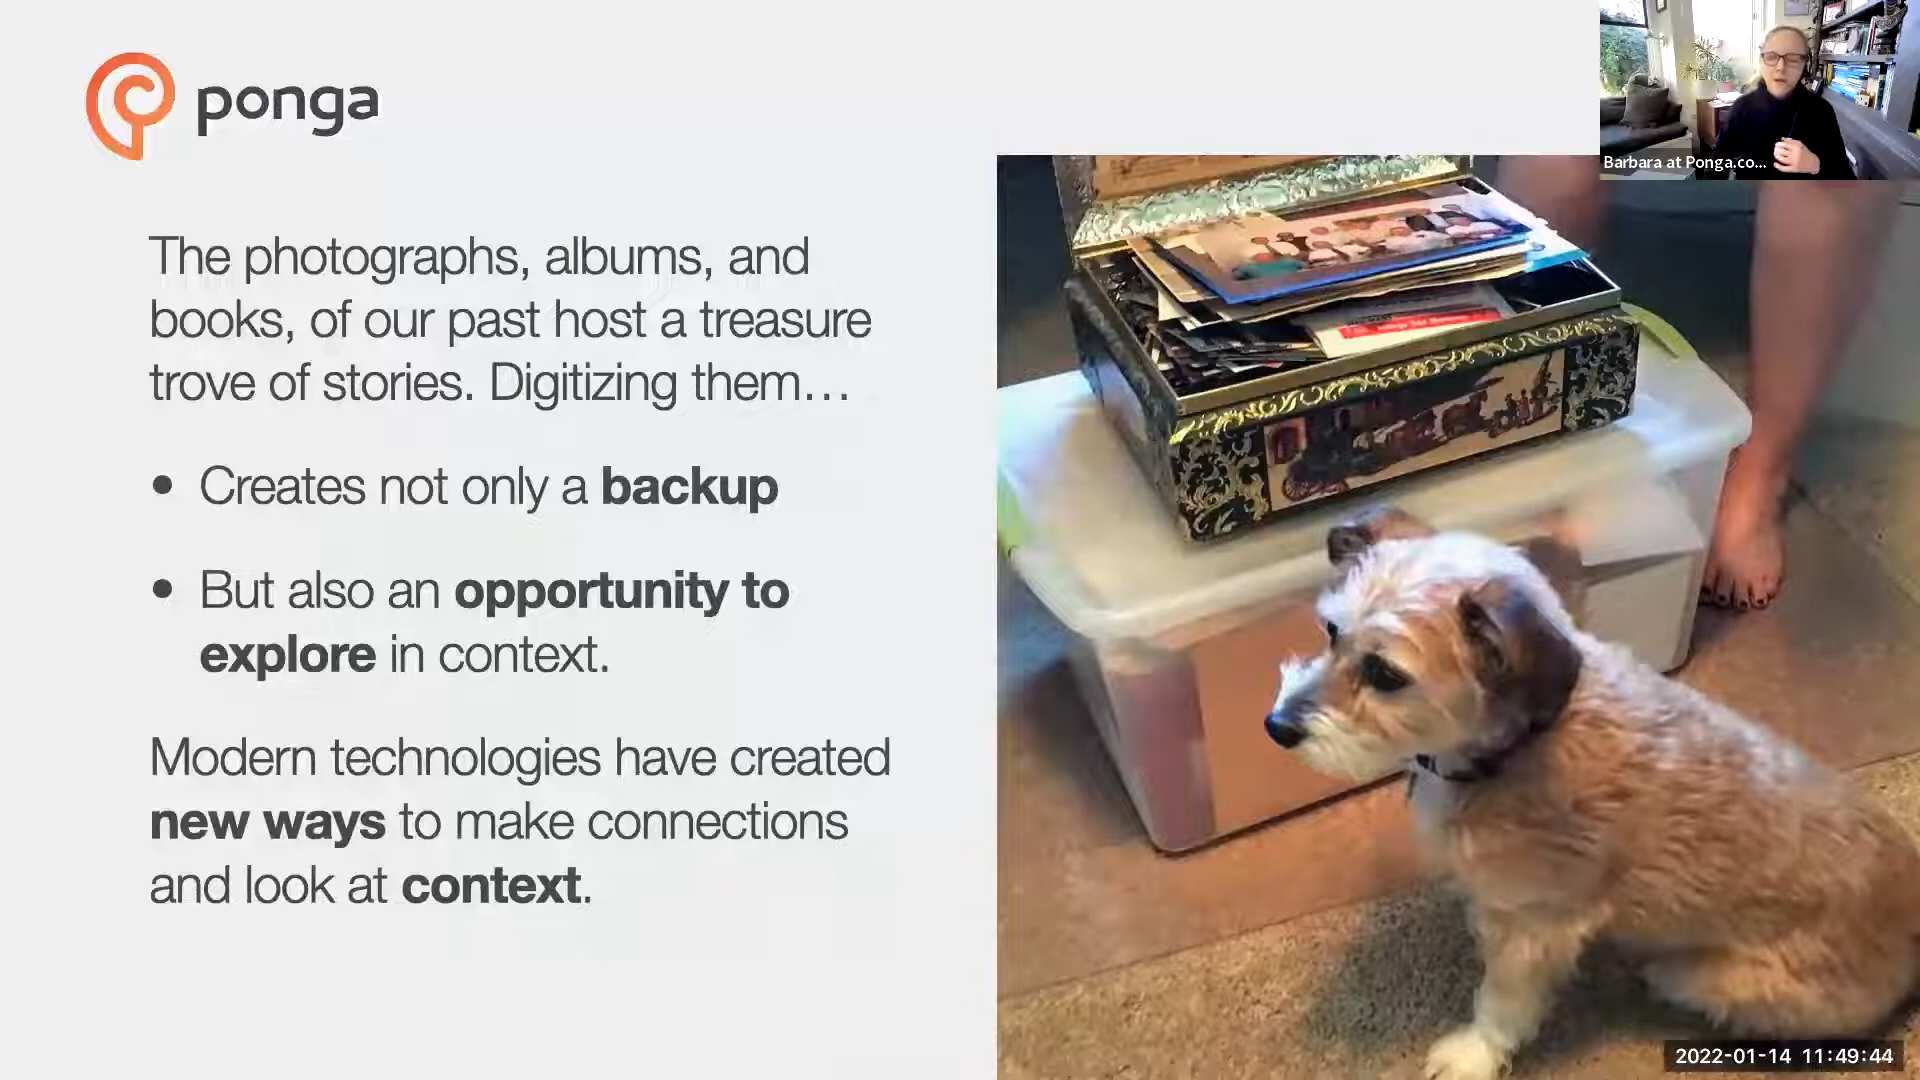 ponga
Barbara at Ponga.co...
The photographs, albums, and
books, of our past host a treasure
trove of stories. Digitizing them…
• Creates not only a backup
• But also an opportunity to
explore in context.
Modern technologies have created
new ways to make connections
and look at context.
2022-01-14 11:49:44